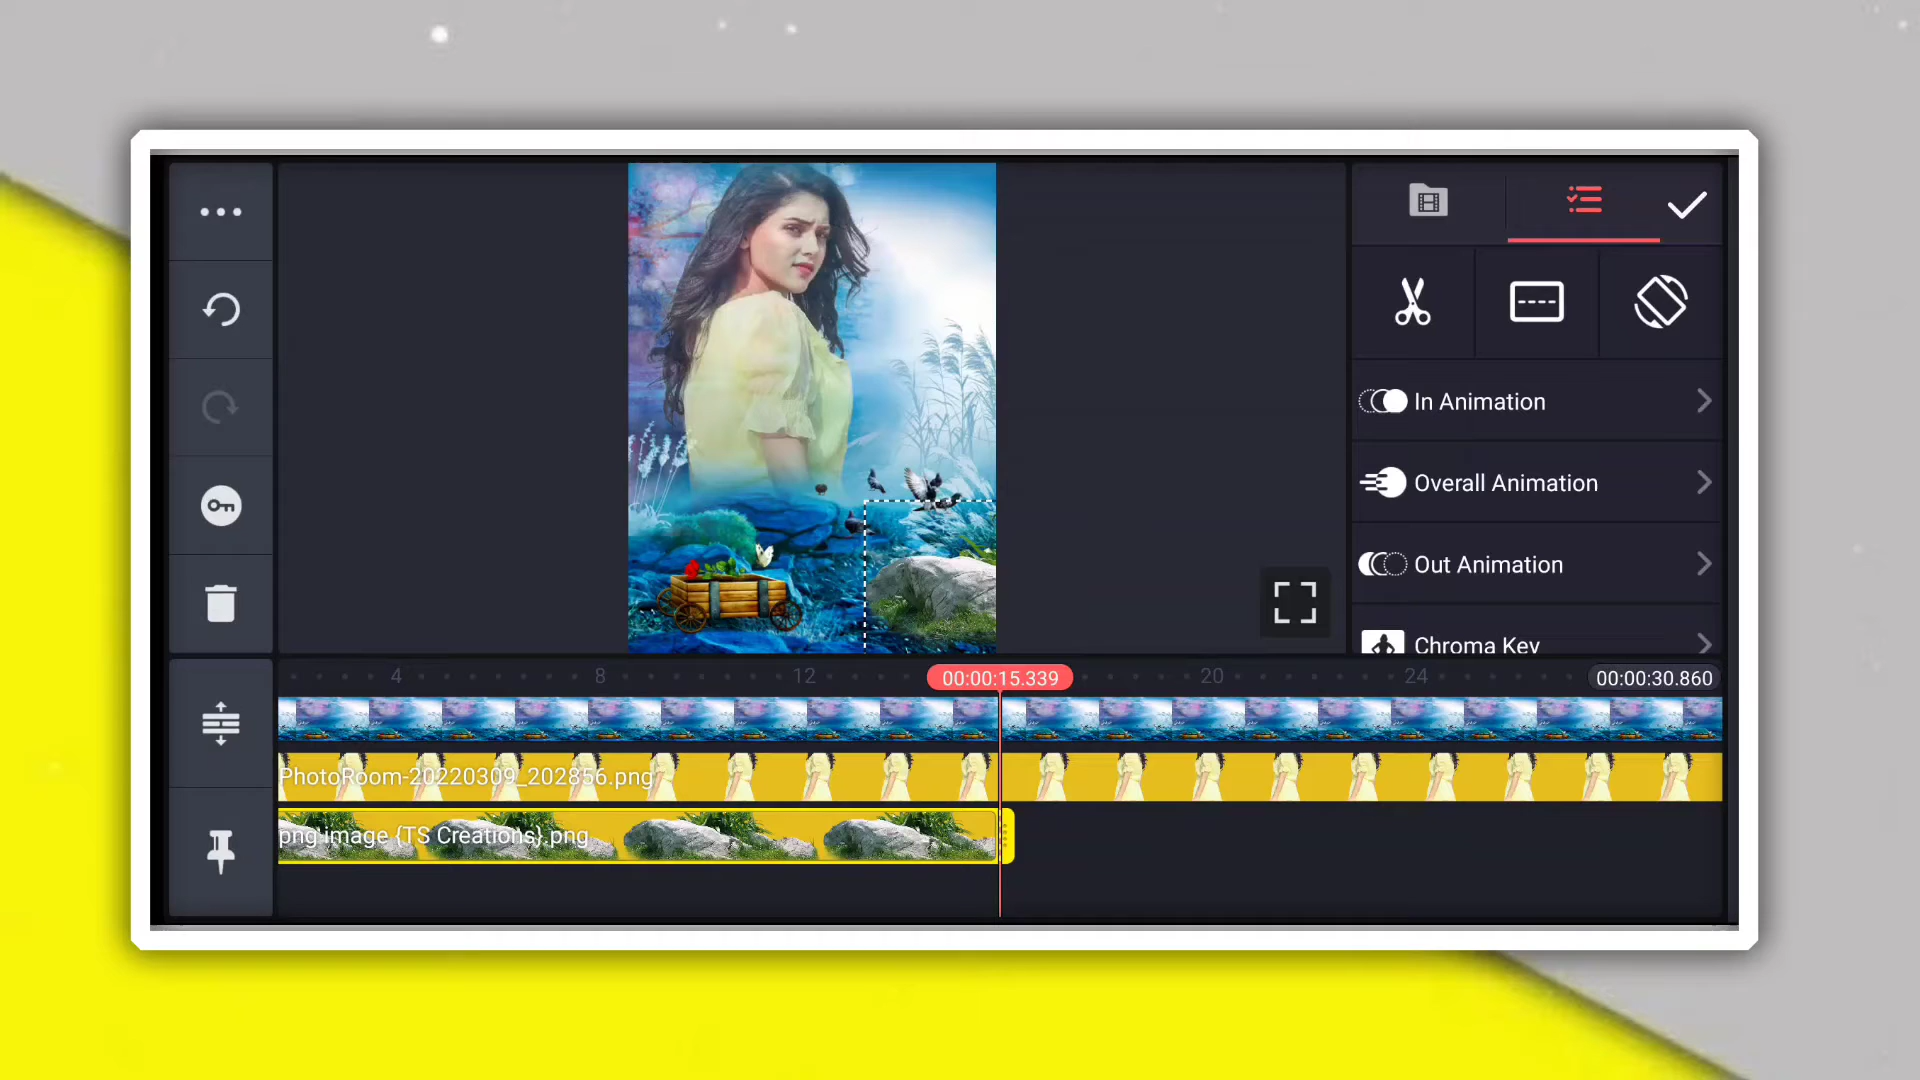 In Animation
Overall Animation
Out Animation
Chroma Key
4
8
12
00:00:15.339
20
24
00:00:30.860
PhotoRoom-20220309_202856.png
png image {TS Creations}.png